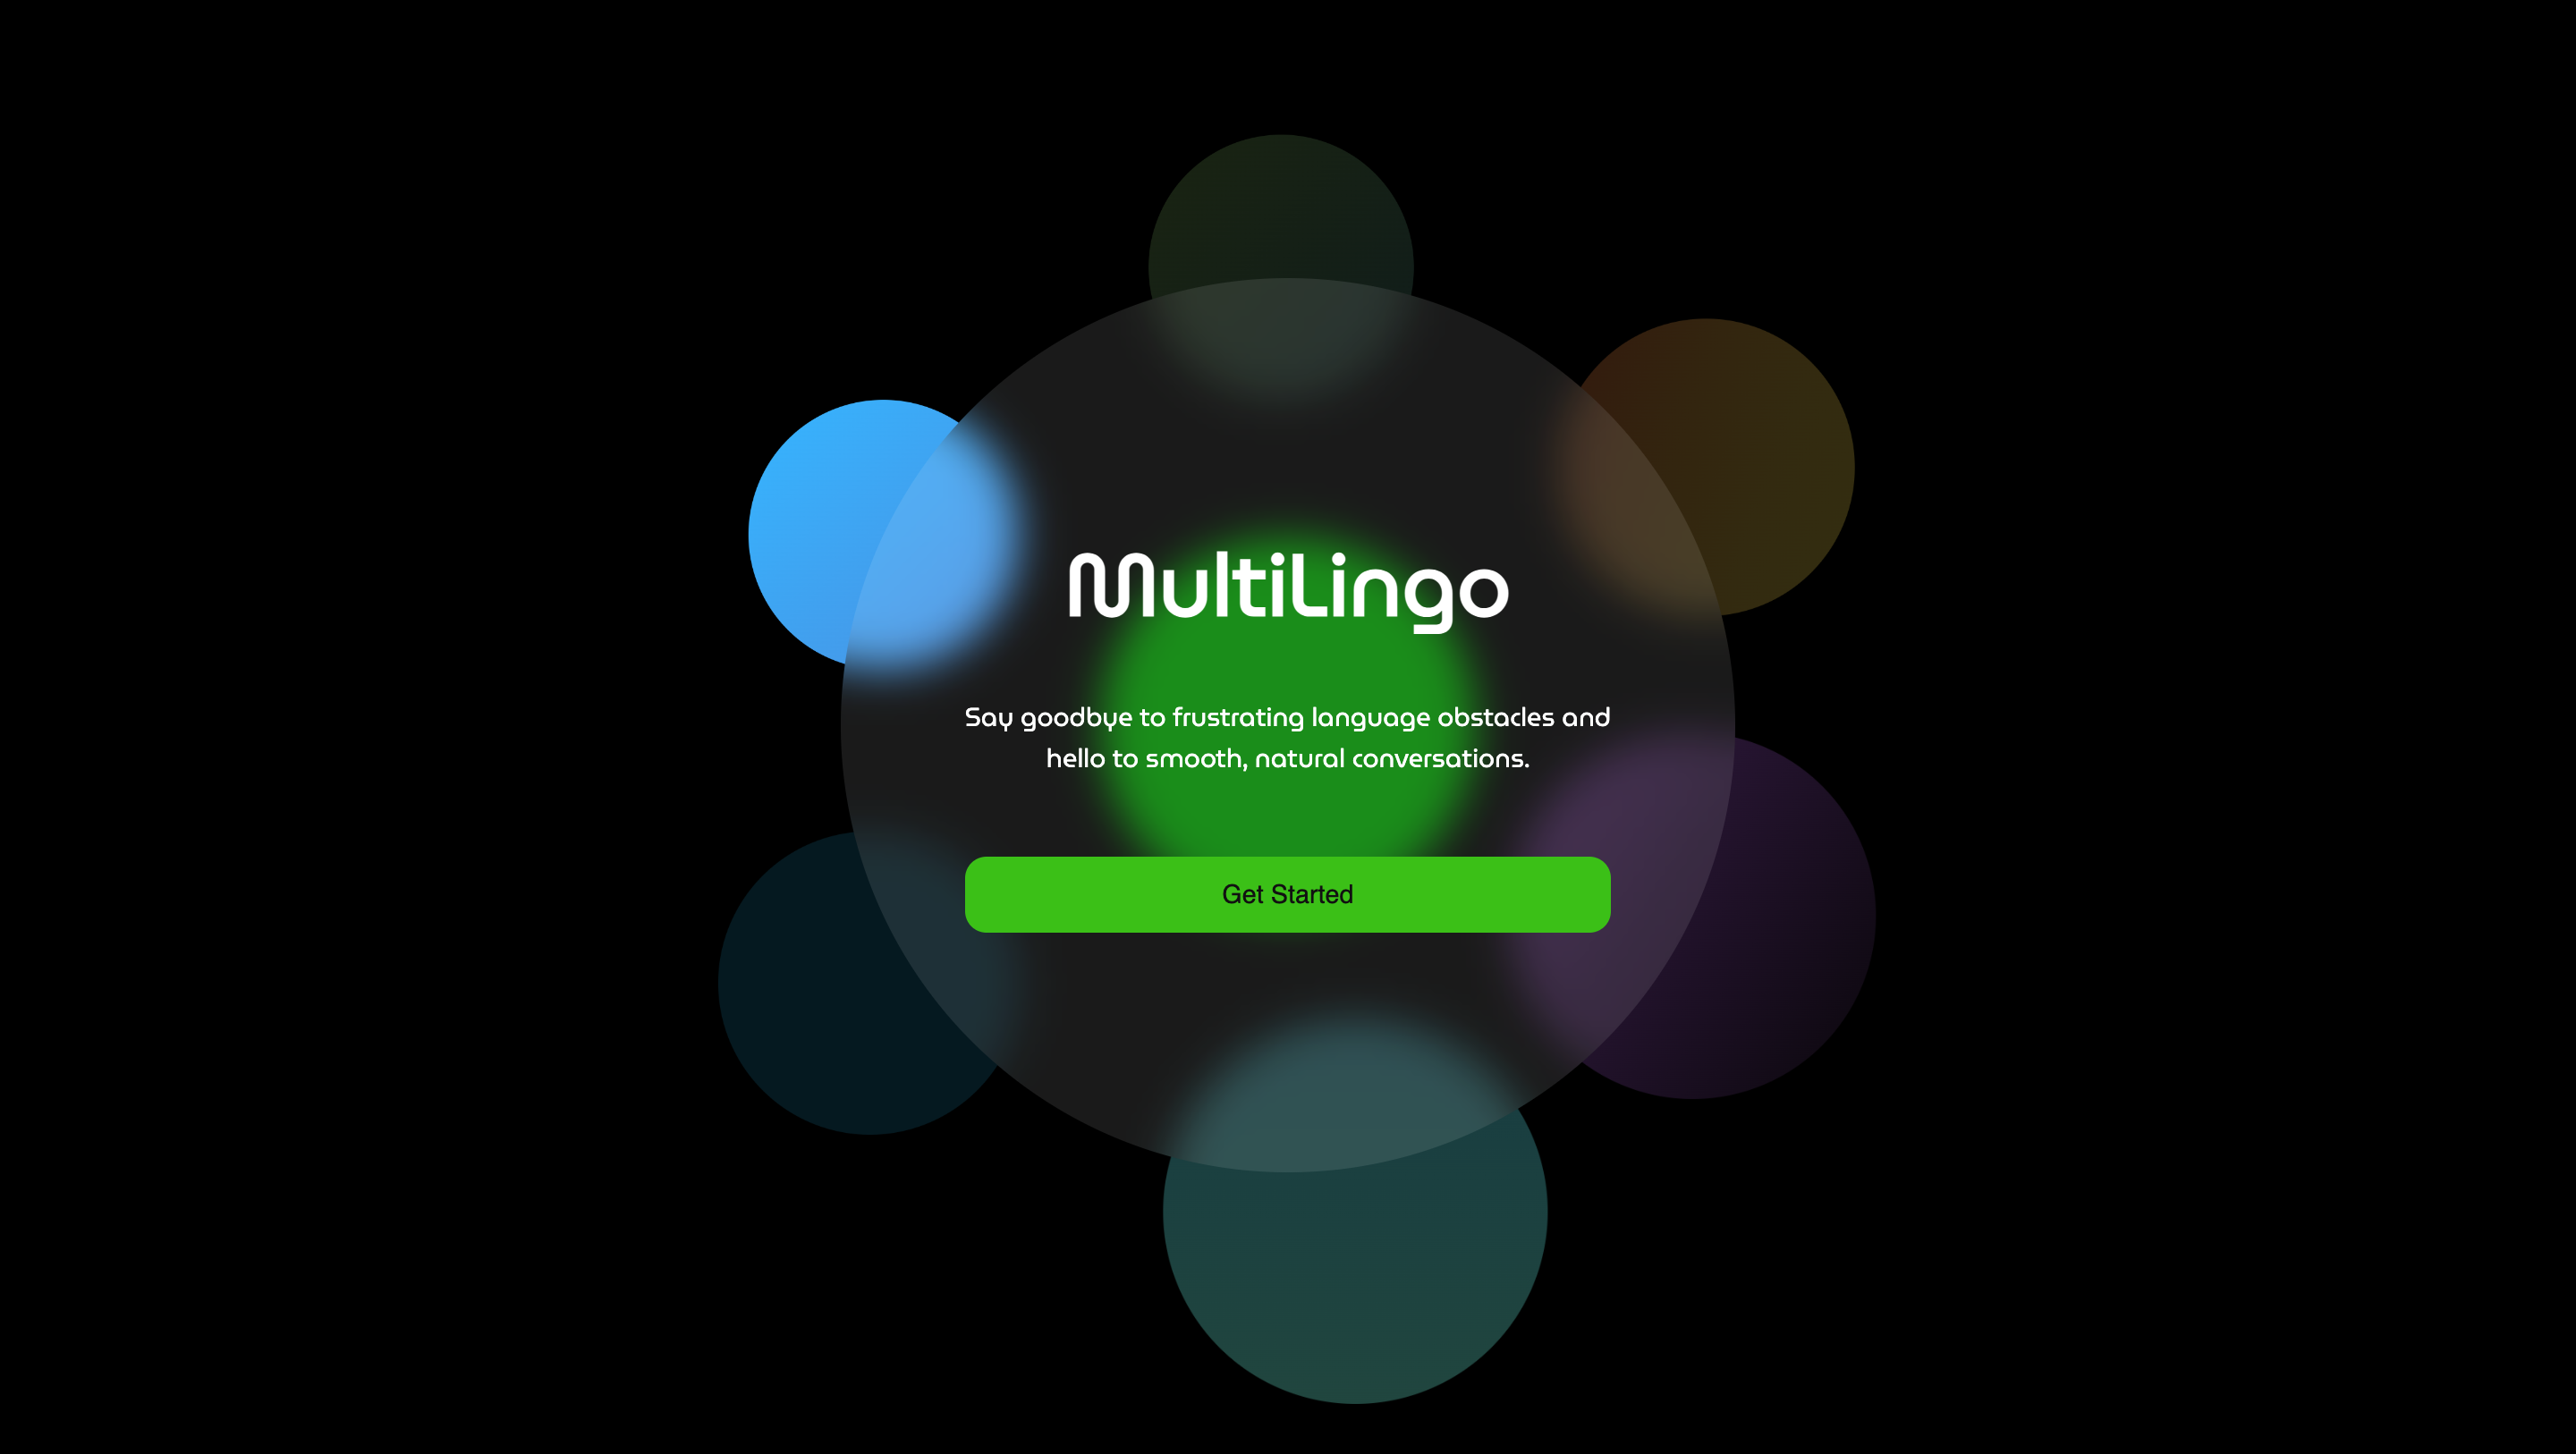 MultiLingo
Say goodbye to frustrating language obstacles and
hello to smooth, natural conversations.
Get Started